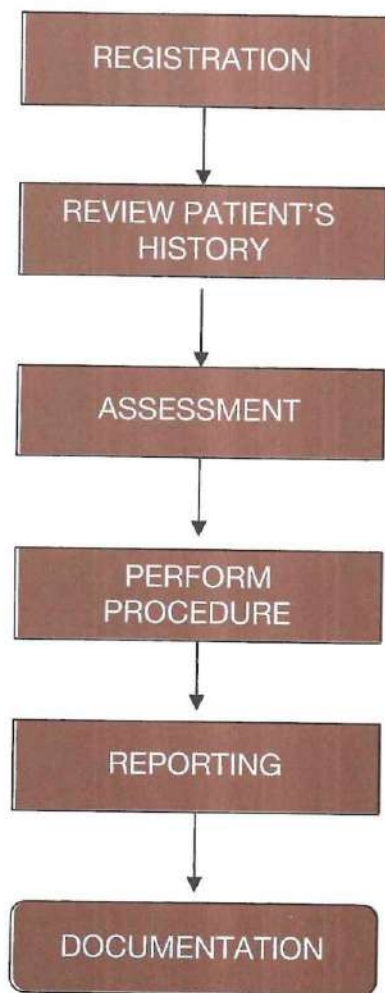 REGISTRATION
REVIEW PATIENT'S
HISTORY
ASSESSMENT
PERFORM
PROCEDURE
REPORTING
DOCUMENTATION